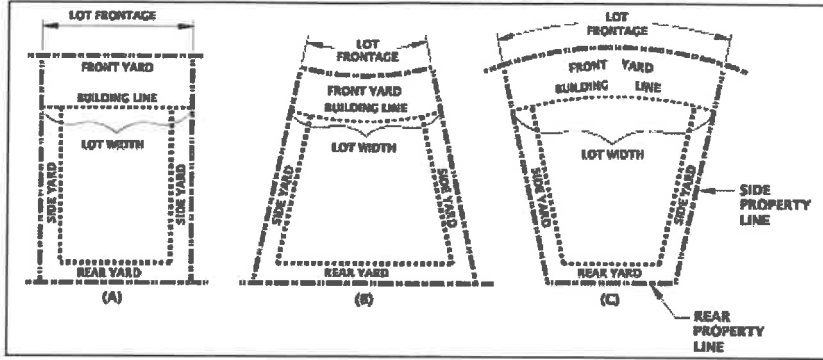 LOT FRONTAGE
FRONT YARD
BUILDING LINE
LOT WIDTH
SIDE YARD
SIDE YARD
REAR YARD
(A)
LOT
FRONTAGE
FRONT YARD
BUILDING LINE
LOT WIDTH
SIDE YARD
SIDE YARD
REAR YARD
(B)
LOT
FRONTAGE
FRONT YARD
BUILDING LINE
LOT WIDTH
SIDE YARD
SIDE YARD
REAR YARD
(C)
SIDE
PROPERTY
LINE
REAR
PROPERTY
LINE